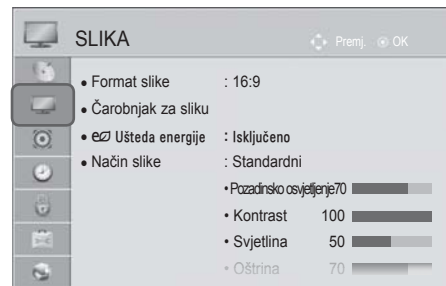 SLIKA
Premj. OK
• Format slike : 16:9
• Čarobnjak za sliku
• Ušteda energije : Isključeno
• Način slike : Standardni
• Pozadinsko osvjetjenje 70
• Kontrast 100
• Svjetlina 50
• Oštrina 70